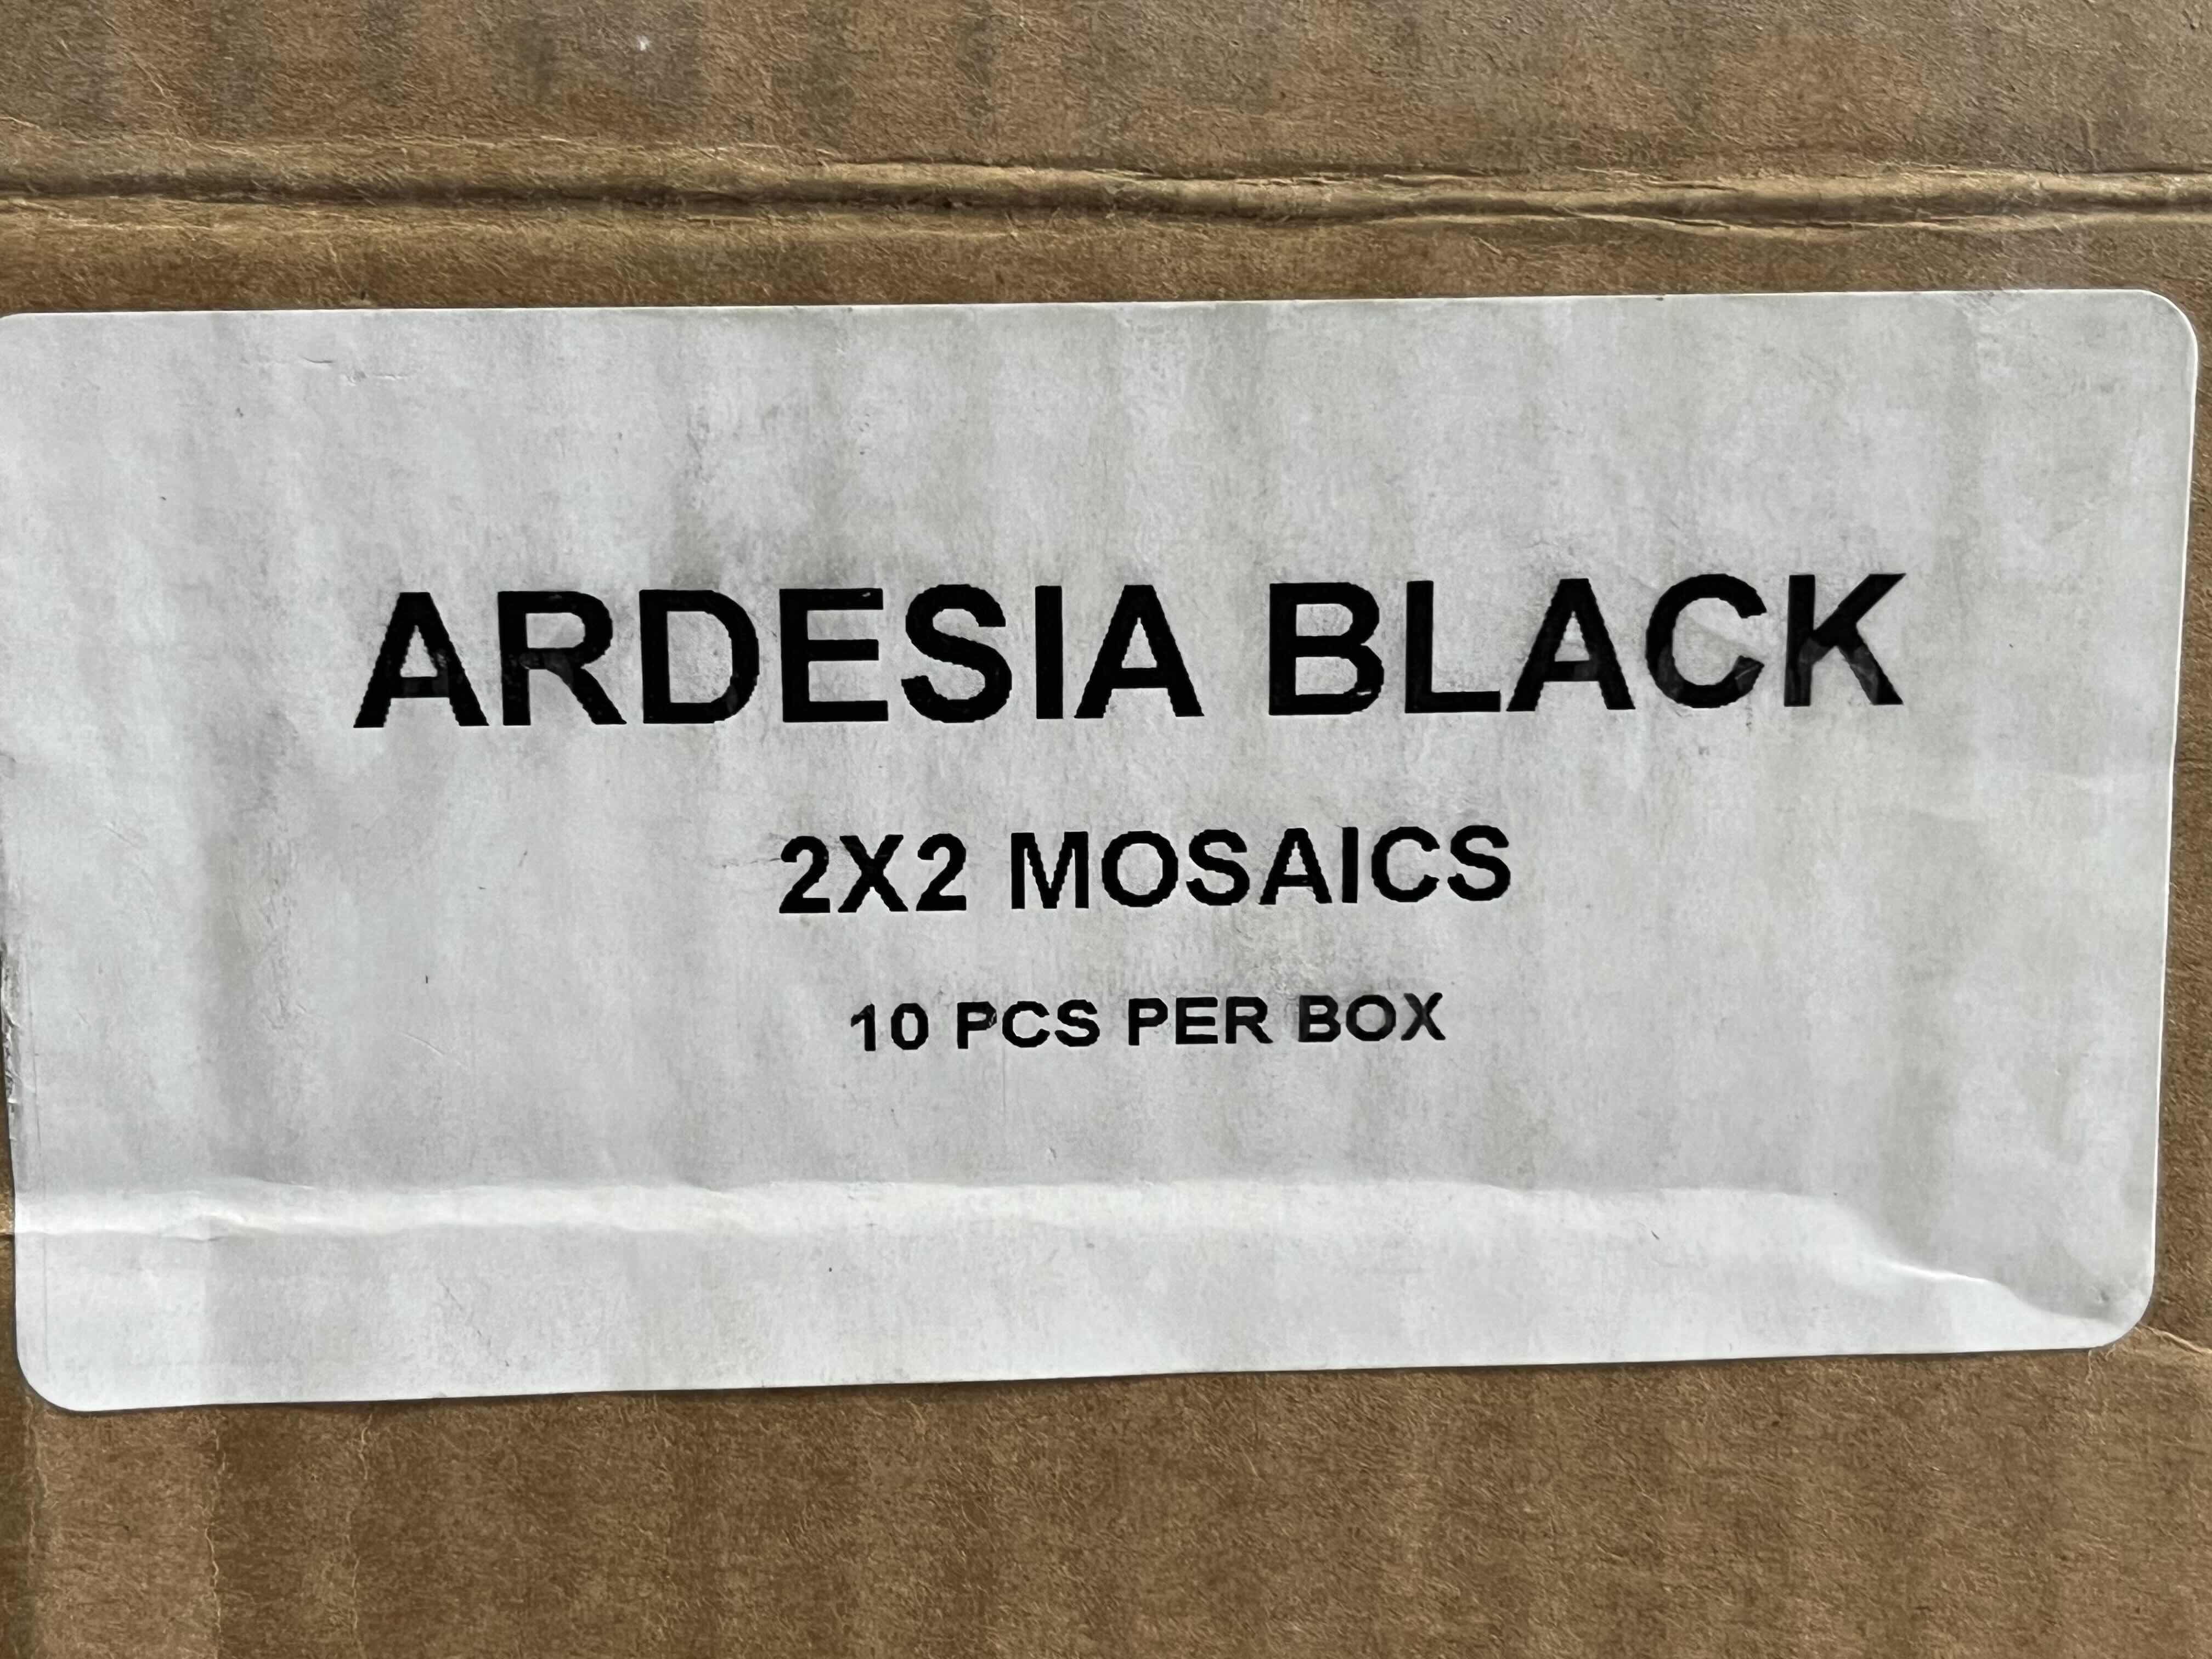 ARDESIA BLACK
2X2 MOSAICS
10 PCS PER BOX